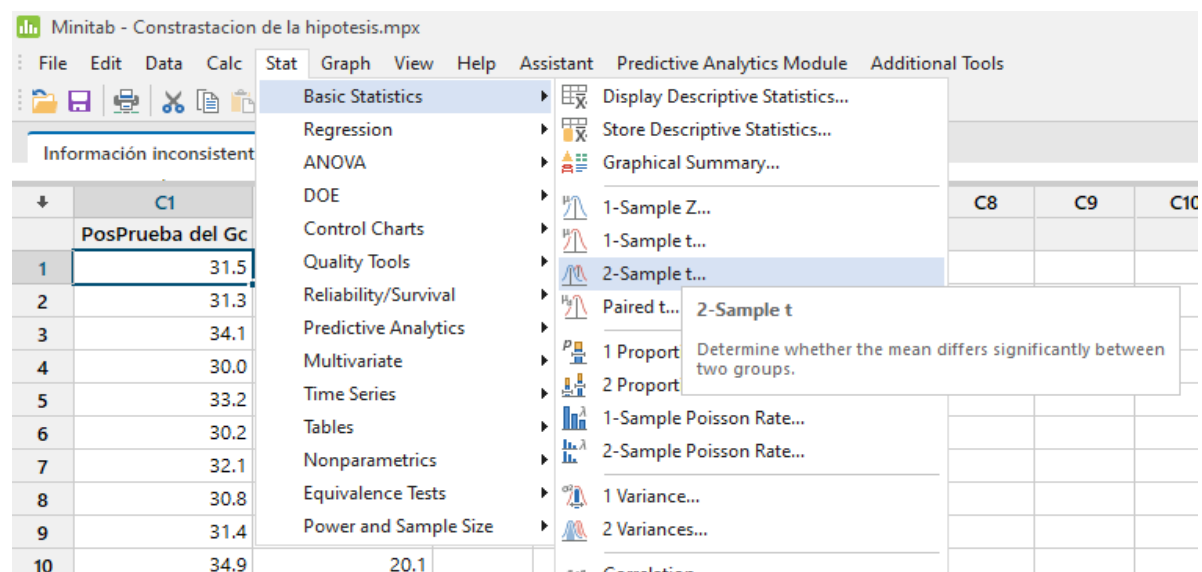 Minitab - Constrastacion de la hipotesis.mpx
File Edit Data Calc Stat Graph View Help Assistant Predictive Analytics Module Additional Tools
Basic Statistics
Regression
ANOVA
DOE
Control Charts
Quality Tools
Reliability/Survival
Predictive Analytics
Multivariate
Time Series
Tables
Nonparametrics
Equivalence Tests
Power and Sample Size
Display Descriptive Statistics...
Store Descriptive Statistics...
Graphical Summary...
1-Sample Z...
1-Sample t...
2-Sample t...
Paired t...
1 Proport
2 Proport
1-Sample Poisson Rate...
2-Sample Poisson Rate...
1 Variance...
2 Variances...
2-Sample t
Determine whether the mean differs significantly between
two groups.
Información inconsistent
C1 C8 C9 C10
PosPrueba del Gc
1 31.5
2 31.3
3 34.1
4 30.0
5 33.2
6 30.2
7 32.1
8 30.8
9 31.4
10 34.9 20.1